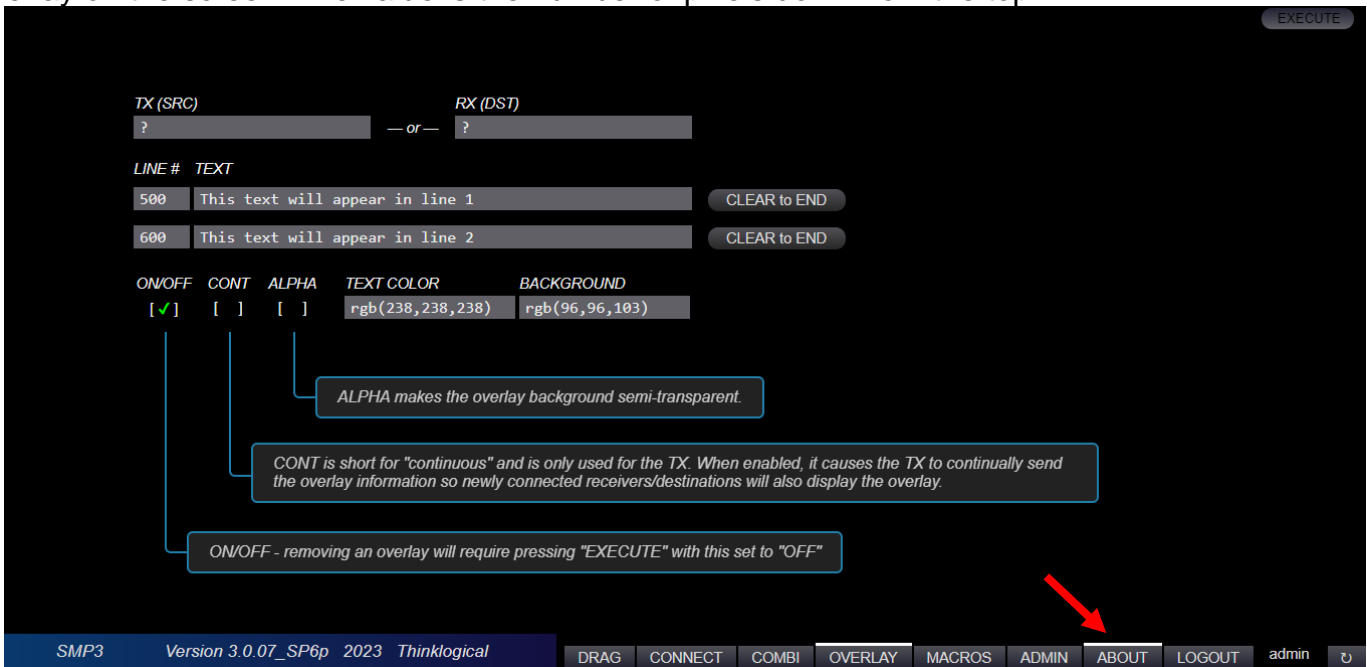 EXECUTE
TX (SRC) RX (DST)
? — or — ?
LINE # TEXT
500 This text will appear in line 1 CLEAR to END
600 This text will appear in line 2 CLEAR to END
ON/OFF CONT ALPHA TEXT COLOR BACKGROUND
[✓] [ ] [ ] rgb(238,238,238) rgb(96,96,103)
ALPHA makes the overlay background semi-transparent.
CONT is short for "continuous" and is only used for the TX. When enabled, it causes the TX to continually send
the overlay information so newly connected receivers/destinations will also display the overlay.
ON/OFF - removing an overlay will require pressing "EXECUTE" with this set to "OFF"
SMP3 Version 3.0.07_SP6p 2023 Thinklogical DRAG CONNECT COMBI OVERLAY MACROS ADMIN ABOUT LOGOUT admin ↻